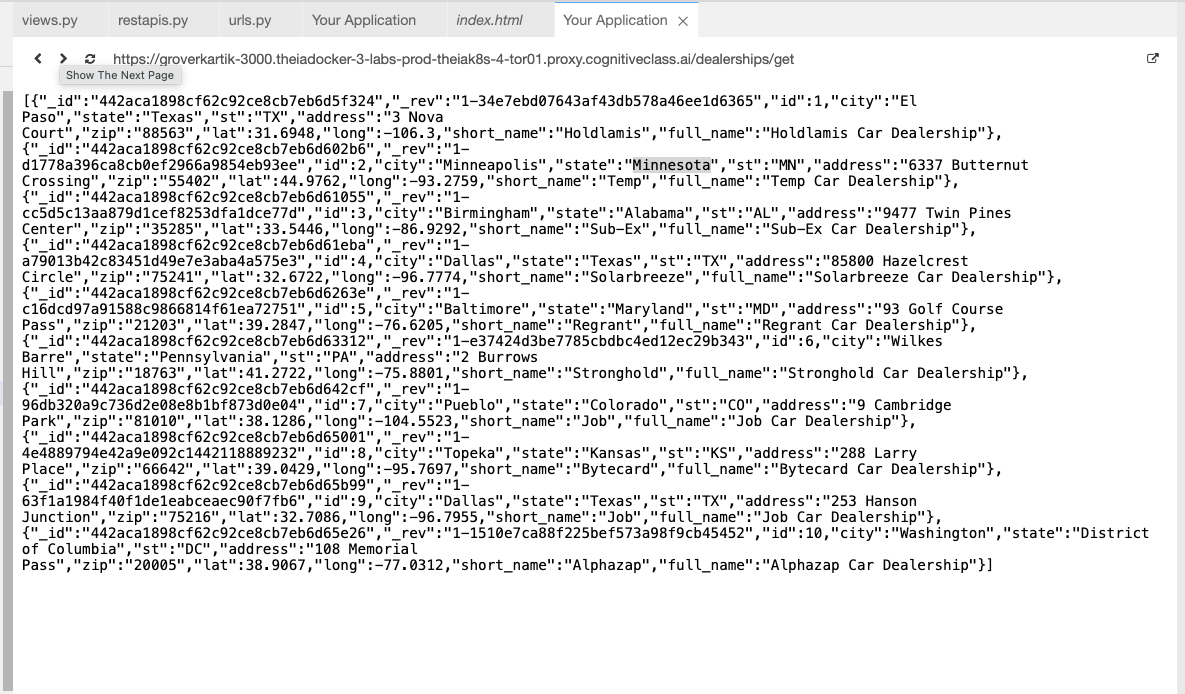 views.py restapis.py urls.py Your Application index.html Your Application
https://groverkartik-3000.theiadocker-3-labs-prod-theiak8s-4-tor01.proxy.cognitiveclass.ai/dealerships/get
Show The Next Page
[{"_id":"442aca1898cf62c92ce8cb7eb6d5f324","_rev":"1-34e7ebd07643af43db578a46ee1d6365","id":1,"city":"El
Paso","state":"Texas","st":"TX","address":"3 Nova
Court","zip":"88563","lat":31.6948,"long":-106.3,"short_name":"Holdlamis","full_name":"Holdlamis Car Dealership"},
{"_id":"442aca1898cf62c92ce8cb7eb6d602b6","_rev":"1-
d1778a396ca8cb0ef2966a9854eb93ee","id":2,"city":"Minneapolis","state":"Minnesota","st":"MN","address":"6337 Butternut
Crossing","zip":"55402","lat":44.9762,"long":-93.2759,"short_name":"Temp","full_name":"Temp Car Dealership"},
{"_id":"442aca1898cf62c92ce8cb7eb6d61055","_rev":"1-
cc5d5c13aa879d1cef8253dfa1dce77d","id":3,"city":"Birmingham","state":"Alabama","st":"AL","address":"9477 Twin Pines
Center","zip":"35285","lat":33.5446,"long":-86.9292,"short_name":"Sub-Ex","full_name":"Sub-Ex Car Dealership"},
{"_id":"442aca1898cf62c92ce8cb7eb6d61eba","_rev":"1-
a79013b42c83451d49e7e3aba4a575e3","id":4,"city":"Dallas","state":"Texas","st":"TX","address":"85800 Hazelcrest
Circle","zip":"75241","lat":32.6722,"long":-96.7774,"short_name":"Solarbreeze","full_name":"Solarbreeze Car Dealership"},
{"_id":"442aca1898cf62c92ce8cb7eb6d6263e","_rev":"1-
c16dcd97a91588c9866814f61ea72751","id":5,"city":"Baltimore","state":"Maryland","st":"MD","address":"93 Golf Course
Pass","zip":"21203","lat":39.2847,"long":-76.6205,"short_name":"Regrant","full_name":"Regrant Car Dealership"},
{"_id":"442aca1898cf62c92ce8cb7eb6d63312","_rev":"1-e37424d3be7785cbdbc4ed12ec29b343","id":6,"city":"Wilkes
Barre","state":"Pennsylvania","st":"PA","address":"2 Burrows
Hill","zip":"18763","lat":41.2722,"long":-75.8801,"short_name":"Stronghold","full_name":"Stronghold Car Dealership"},
{"_id":"442aca1898cf62c92ce8cb7eb6d642cf","_rev":"1-
96db320a9c736d2e08e8b1bf873d0e04","id":7,"city":"Pueblo","state":"Colorado","st":"CO","address":"9 Cambridge
Park","zip":"81010","lat":38.1286,"long":-104.5523,"short_name":"Job","full_name":"Job Car Dealership"},
{"_id":"442aca1898cf62c92ce8cb7eb6d65001","_rev":"1-
4e4889794e42a9e092c1442118889232","id":8,"city":"Topeka","state":"Kansas","st":"KS","address":"288 Larry
Place","zip":"66642","lat":39.0429,"long":-95.7697,"short_name":"Bytecard","full_name":"Bytecard Car Dealership"},
{"_id":"442aca1898cf62c92ce8cb7eb6d65b99","_rev":"1-
63f1a1984f40f1de1eabceaec90f7fb6","id":9,"city":"Dallas","state":"Texas","st":"TX","address":"253 Hanson
Junction","zip":"75216","lat":32.7086,"long":-96.7955,"short_name":"Job","full_name":"Job Car Dealership"},
{"_id":"442aca1898cf62c92ce8cb7eb6d65e26","_rev":"1-1510e7ca88f225bef573a98f9cb45452","id":10,"city":"Washington","state":"District
of Columbia","st":"DC","address":"108 Memorial
Pass","zip":"20005","lat":38.9067,"long":-77.0312,"short_name":"Alphazap","full_name":"Alphazap Car Dealership"}]